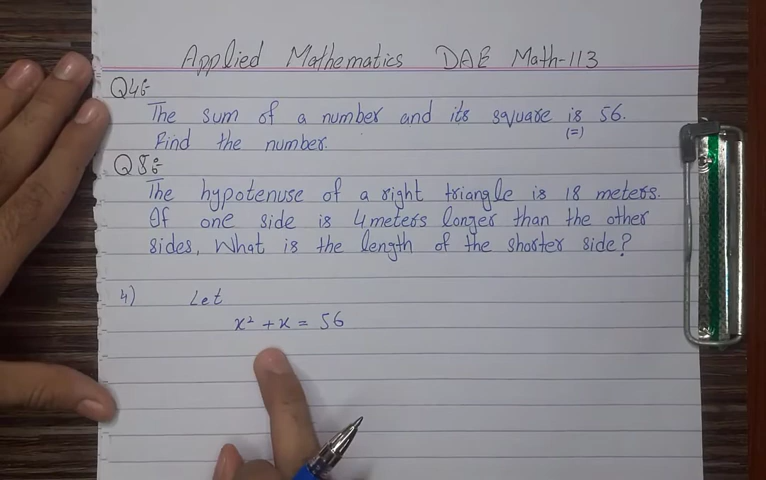 Applied Mathematics DAE Math-113
Q4:-
The sum of a number and its square is 56.
(=)
Find the number.
Q8:-
The hypotenuse of a right triangle is 18 meters.
If one side is 4 meters longer than the other
sides, What is the length of the shorter side?
4) Let
x² + x = 56